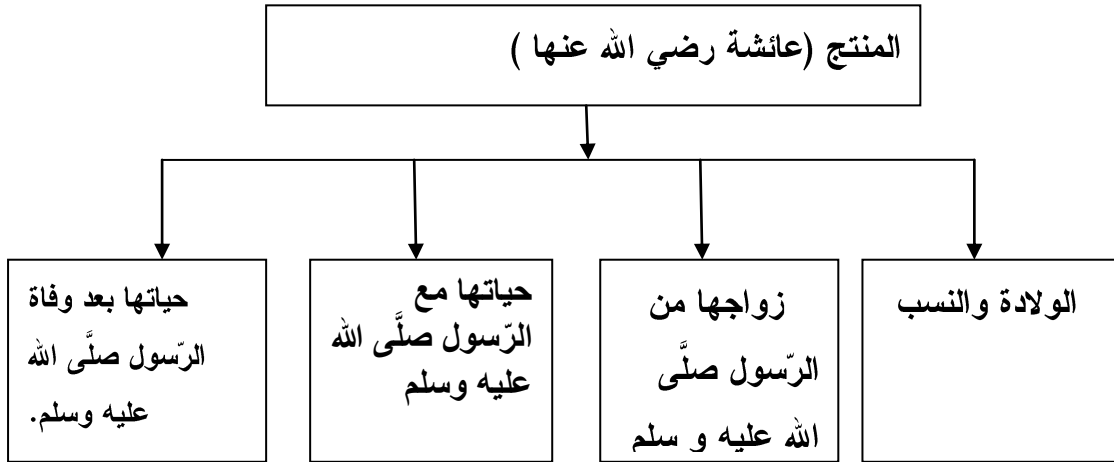 المنتج (عائشة رضي الله عنها )
الولادة والنسب
زواجها من
الرّسول صلَّى
الله عليه و سلم
حياتها مع
الرّسول صلَّى الله
عليه وسلم
حياتها بعد وفاة
الرّسول صلَّى الله
عليه وسلم.